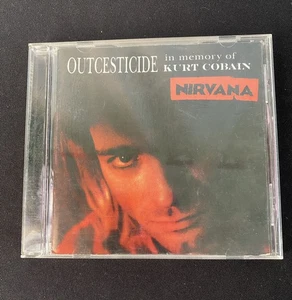 OUTCESTICIDE in memory of
KURT COBAIN
NIRVANA